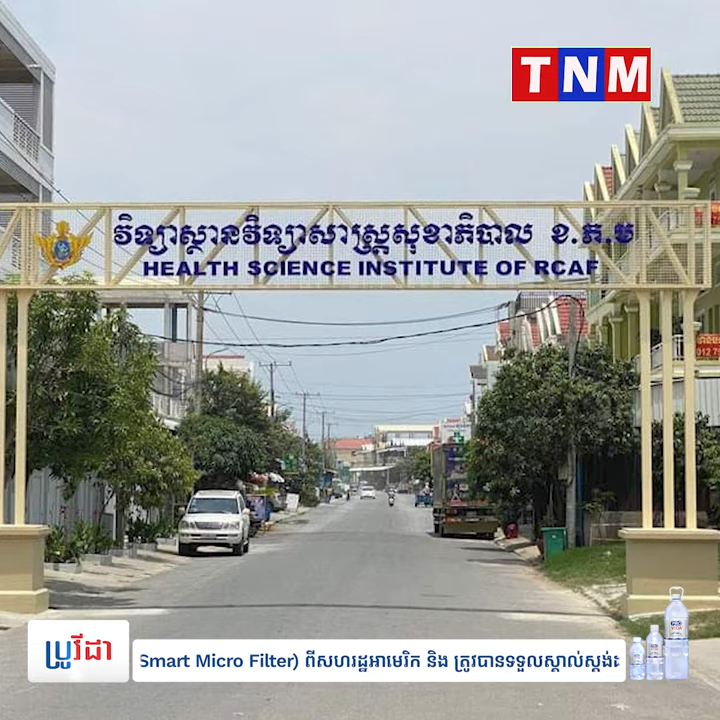 TNM
វិទ្យាស្ថានវិទ្យាសាស្ត្រសុខាភិបាល ខ.ភ.ម
HEALTH SCIENCE INSTITUTE OF RCAF
ប្រូវីដា
Smart Micro Filter) ពីសហរដ្ឋអាមេរិក និង ត្រូវបានទទួលស្គាល់ស្តង់ដ